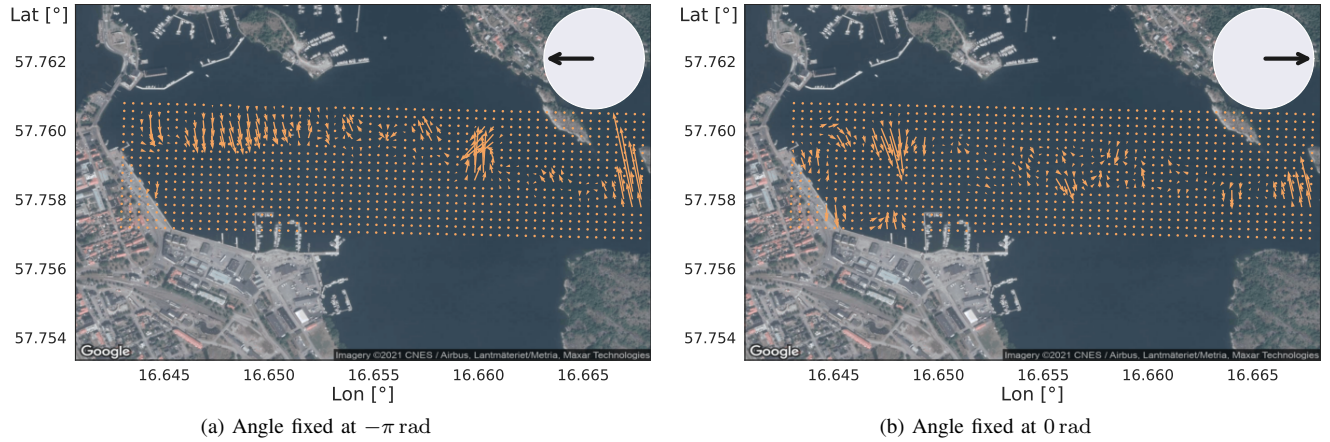 Lat [°]
57.762
57.760
57.758
57.756
57.754
Google
Imagery ©2021 CNES / Airbus, Lantmäteriet/Metria, Maxar Technologies
16.645 16.650 16.655 16.660 16.665
Lon [°]
(a) Angle fixed at −π rad
Lat [°]
57.762
57.760
57.758
57.756
57.754
Google
Imagery ©2021 CNES / Airbus, Lantmäteriet/Metria, Maxar Technologies
16.645 16.650 16.655 16.660 16.665
Lon [°]
(b) Angle fixed at 0 rad